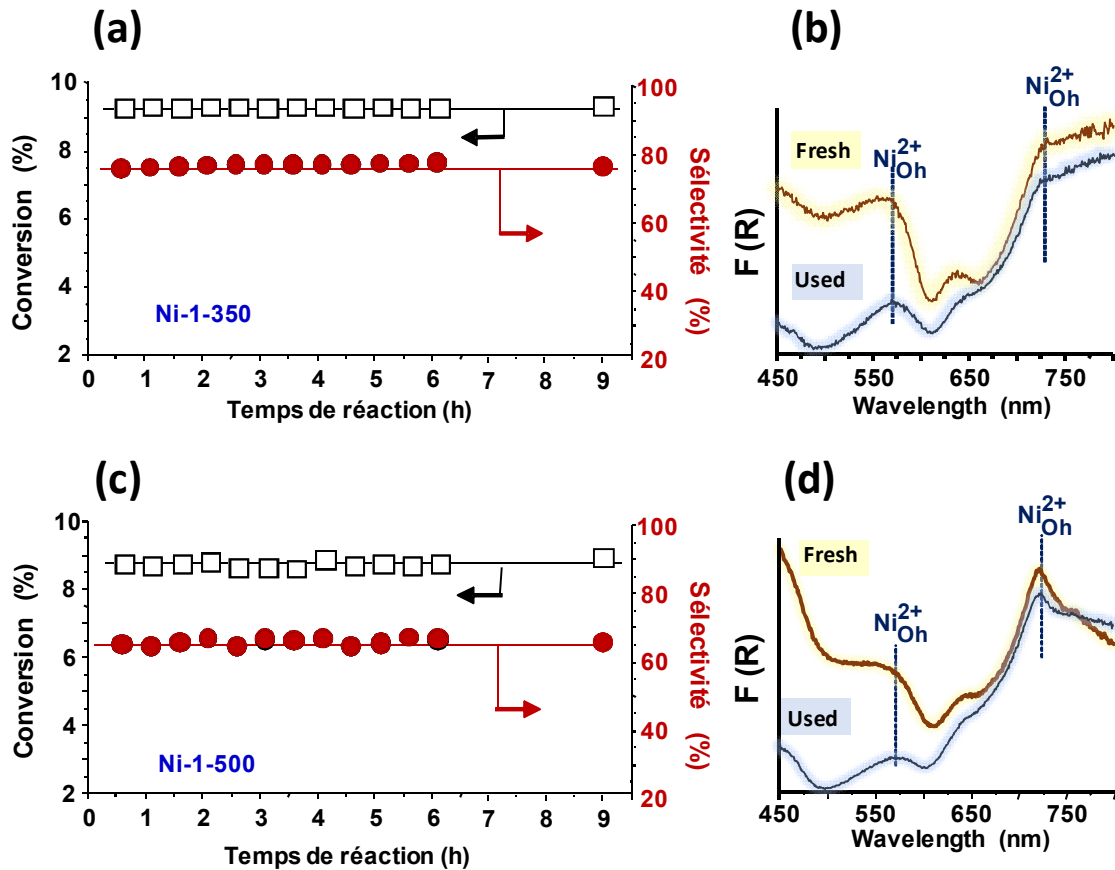 (a)
10
8
6
4
2
Conversion (%)
100
80
60
40
20
Sélectivité (%)
Ni-1-350
0 1 2 3 4 5 6 7 8 9
Temps de réaction (h)
(b)
Ni2+Oh
Ni2+Oh
Fresh
Used
F (R)
450 550 650 750
Wavelength (nm)
(c)
10
8
6
4
2
Conversion (%)
100
80
60
40
20
Sélectivité (%)
Ni-1-500
0 1 2 3 4 5 6 7 8 9
Temps de réaction (h)
(d)
Ni2+Oh
Fresh
Ni2+Oh
Used
F (R)
450 550 650 750
Wavelength (nm)